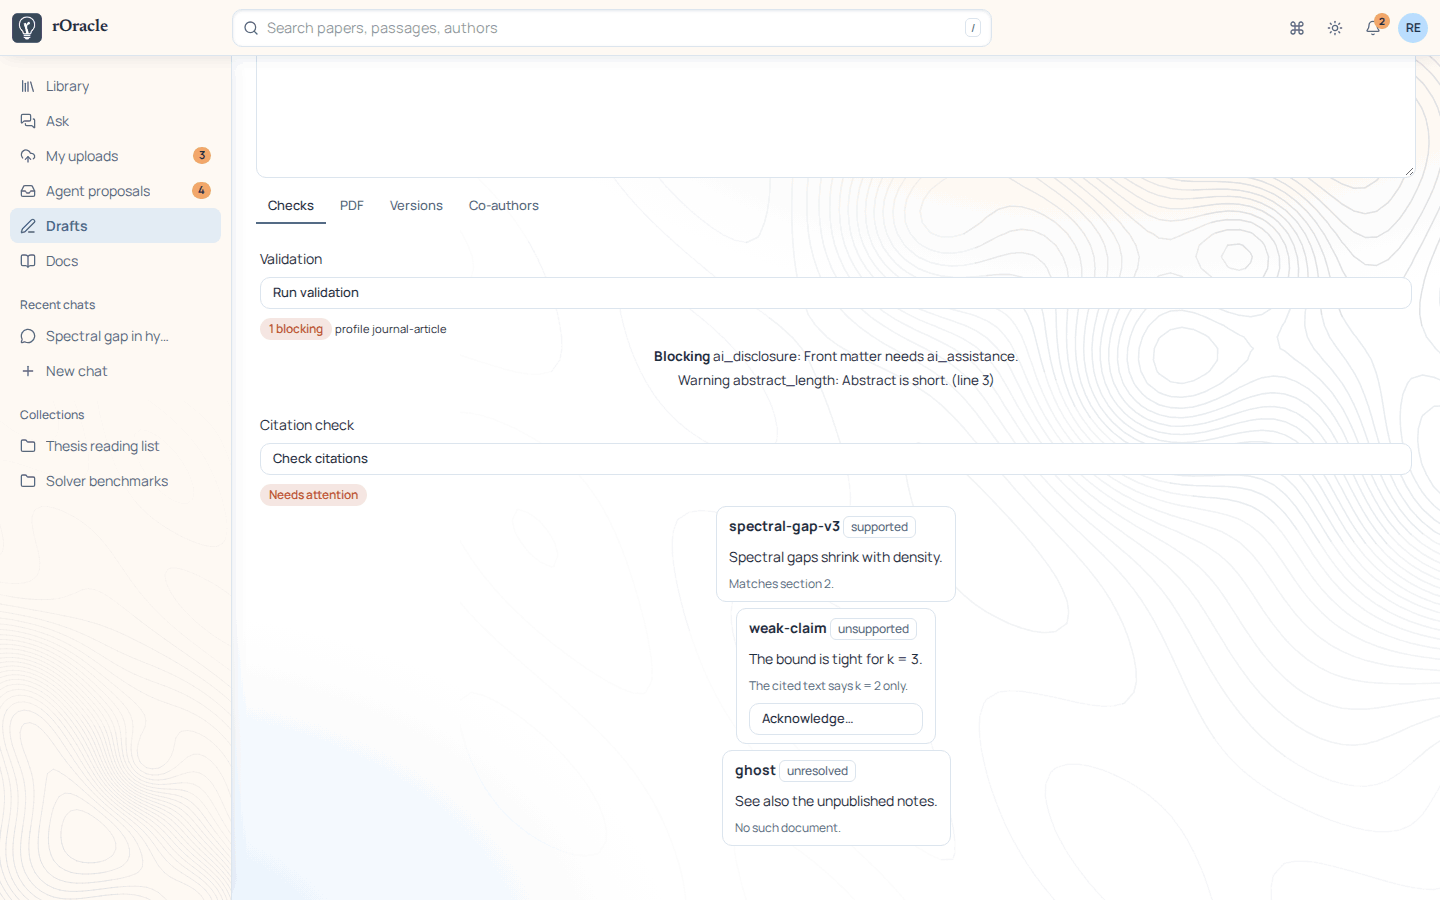 rOracle
Search papers, passages, authors
/
2
RE
Library
Ask
My uploads
3
Agent proposals
4
Drafts
Docs
Recent chats
Spectral gap in hy...
New chat
Collections
Thesis reading list
Solver benchmarks
Checks
PDF
Versions
Co-authors
Validation
Run validation
1 blocking profile journal-article
Blocking ai_disclosure: Front matter needs ai_assistance.
Warning abstract_length: Abstract is short. (line 3)
Citation check
Check citations
Needs attention
spectral-gap-v3 supported
Spectral gaps shrink with density.
Matches section 2.
weak-claim unsupported
The bound is tight for k = 3.
The cited text says k = 2 only.
Acknowledge...
ghost unresolved
See also the unpublished notes.
No such document.